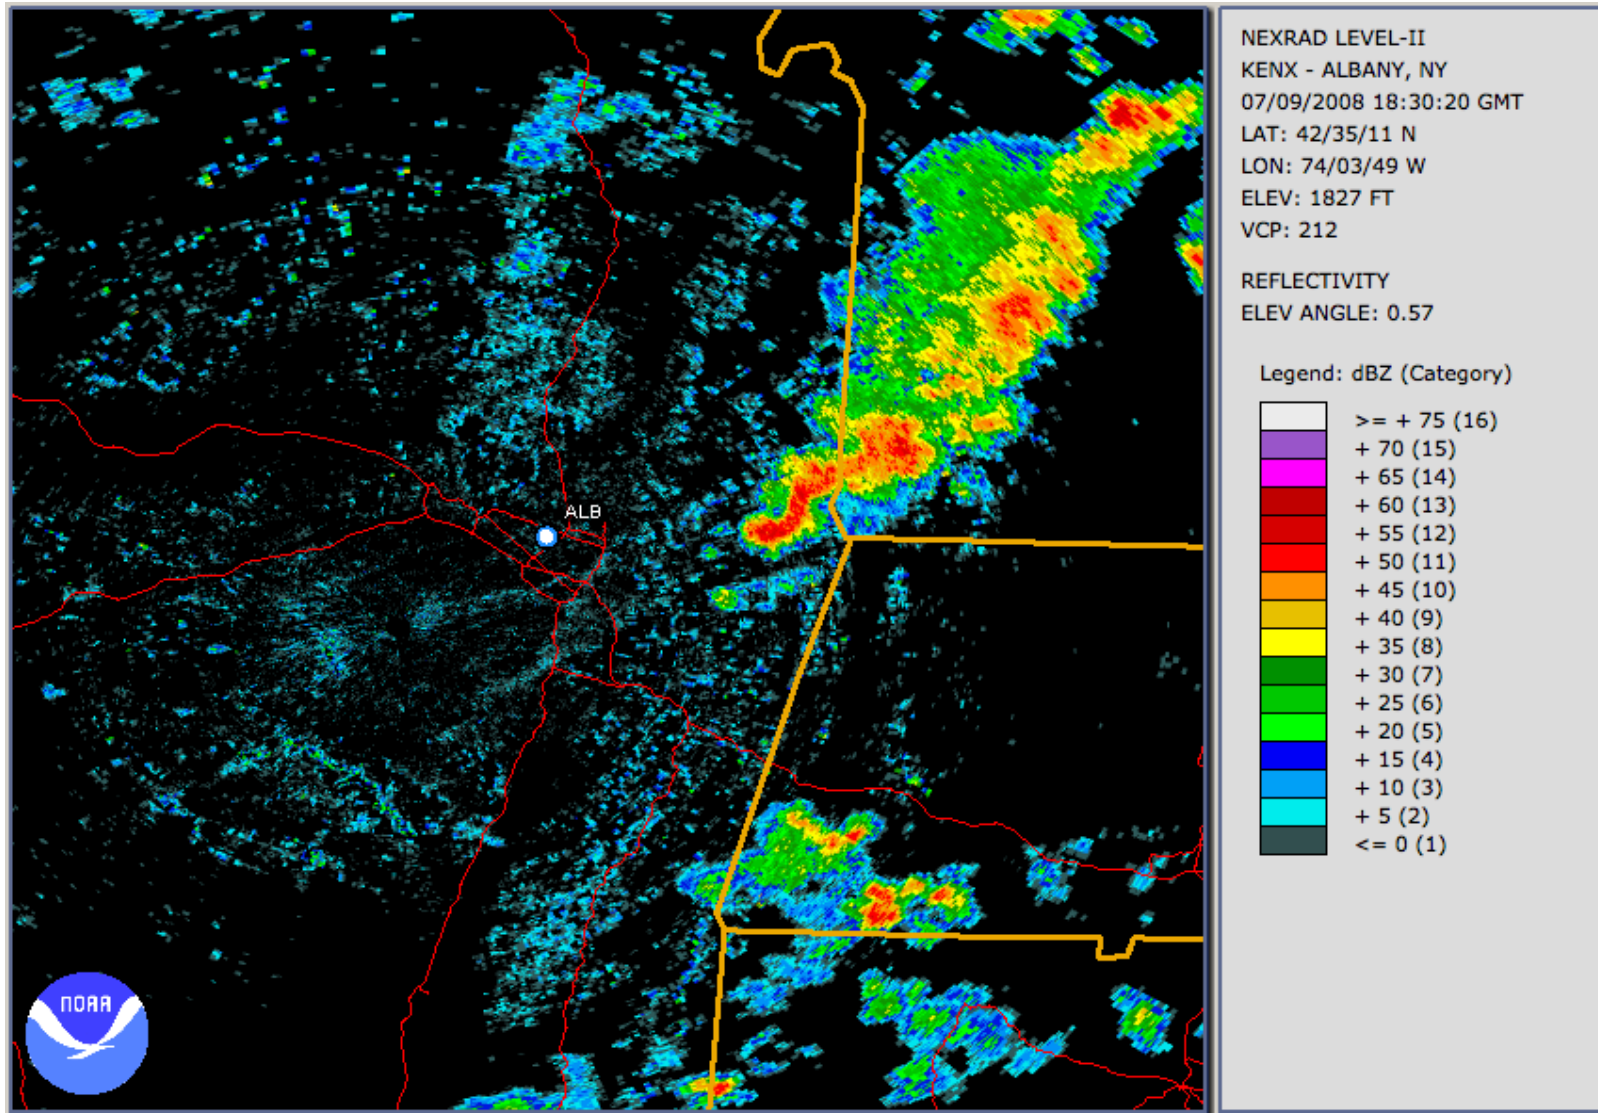 ALB
NOAA
NEXRAD LEVEL-II
KENX - ALBANY, NY
07/09/2008 18:30:20 GMT
LAT: 42/35/11 N
LON: 74/03/49 W
ELEV: 1827 FT
VCP: 212
REFLECTIVITY
ELEV ANGLE: 0.57
Legend: dBZ (Category)
>= + 75 (16)
+ 70 (15)
+ 65 (14)
+ 60 (13)
+ 55 (12)
+ 50 (11)
+ 45 (10)
+ 40 (9)
+ 35 (8)
+ 30 (7)
+ 25 (6)
+ 20 (5)
+ 15 (4)
+ 10 (3)
+ 5 (2)
<= 0 (1)